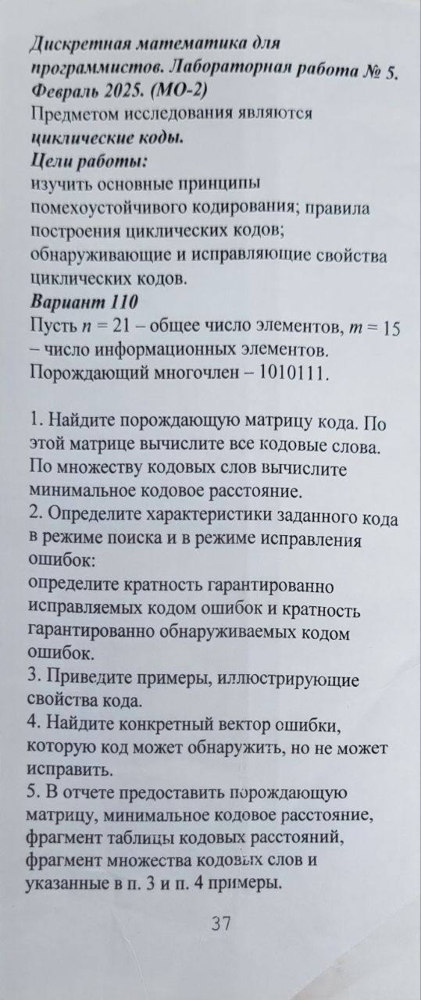 Дискретная математика для
программистов. Лабораторная работа № 5.
Февраль 2025. (МО-2)
Предметом исследования являются
циклические коды.
Цели работы:
изучить основные принципы
помехоустойчивого кодирования; правила
построения циклических кодов;
обнаруживающие и исправляющие свойства
циклических кодов.
Вариант 110
Пусть n = 21 – общее число элементов, m = 15
– число информационных элементов.
Порождающий многочлен – 1010111.
1. Найдите порождающую матрицу кода. По
этой матрице вычислите все кодовые слова.
По множеству кодовых слов вычислите
минимальное кодовое расстояние.
2. Определите характеристики заданного кода
в режиме поиска и в режиме исправления
ошибок:
определите кратность гарантированно
исправляемых кодом ошибок и кратность
гарантированно обнаруживаемых кодом
ошибок.
3. Приведите примеры, иллюстрирующие
свойства кода.
4. Найдите конкретный вектор ошибки,
которую код может обнаружить, но не может
исправить.
5. В отчете предоставить порождающую
матрицу, минимальное кодовое расстояние,
фрагмент таблицы кодовых расстояний,
фрагмент множества кодовых слов и
указанные в п. 3 и п. 4 примеры.
37